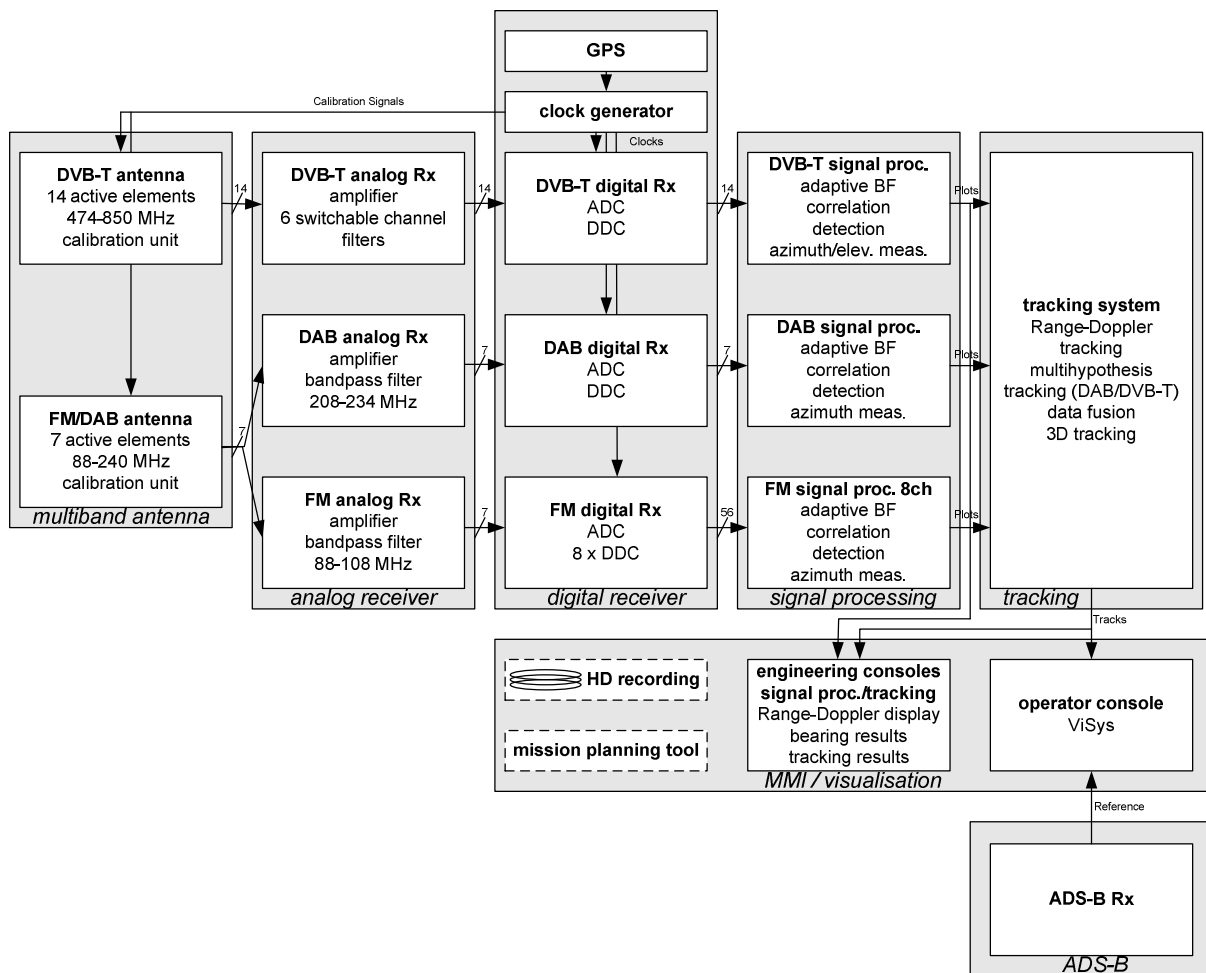 GPS
clock generator
Calibration Signals
Clocks
DVB-T antenna
14 active elements
474-850 MHz
calibration unit
14
FM/DAB antenna
7 active elements
88-240 MHz
calibration unit
7
multiband antenna
DVB-T analog Rx
amplifier
6 switchable channel
filters
14
DAB analog Rx
amplifier
bandpass filter
208-234 MHz
7
FM analog Rx
amplifier
bandpass filter
88-108 MHz
7
analog receiver
DVB-T digital Rx
ADC
DDC
14
DAB digital Rx
ADC
DDC
7
FM digital Rx
ADC
8 x DDC
56
digital receiver
DVB-T signal proc.
adaptive BF
correlation
detection
azimuth/elev. meas.
Plots
DAB signal proc.
adaptive BF
correlation
detection
azimuth meas.
Plots
FM signal proc. 8ch
adaptive BF
correlation
detection
azimuth meas.
Plots
signal processing
tracking system
Range-Doppler
tracking
multihypothesis
tracking (DAB/DVB-T)
data fusion
3D tracking
tracking
Tracks
HD recording
mission planning tool
engineering consoles
signal proc./tracking
Range-Doppler display
bearing results
tracking results
operator console
ViSys
MMI / visualisation
Reference
ADS-B Rx
ADS-B